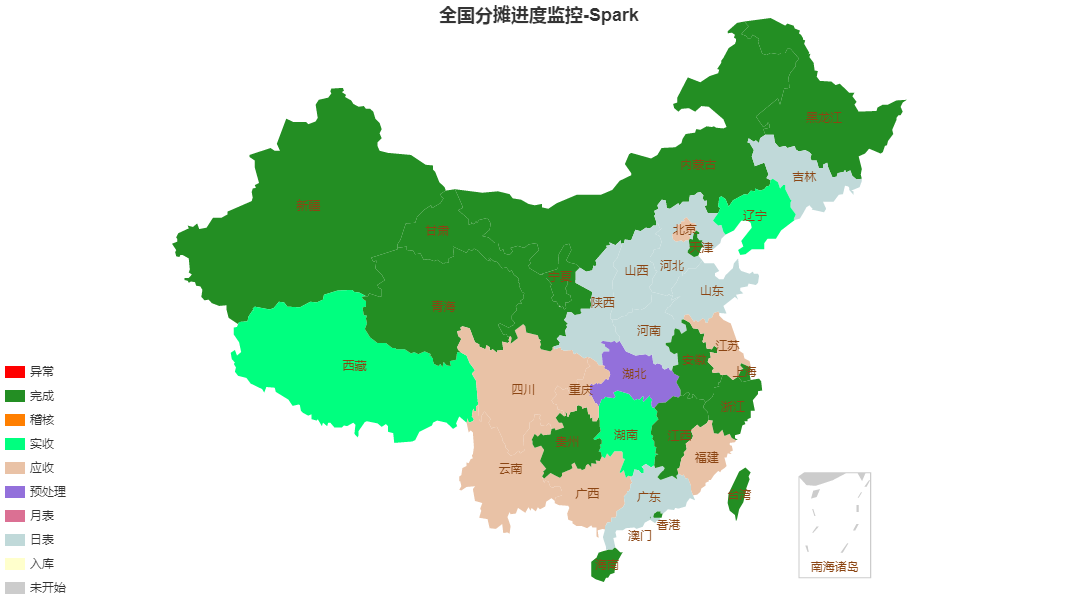 全国分摊进度监控-Spark
黑龙江
内蒙古
吉林
新疆
辽宁
甘肃
北京
天津
宁夏
山西
河北
山东
青海
陕西
河南
江苏
西藏
安徽
上海
湖北
四川
重庆
浙江
湖南
江西
贵州
福建
云南
广西
广东
台湾
香港
澳门
海南
南海诸岛
异常
完成
稽核
实收
应收
预处理
月表
日表
入库
未开始